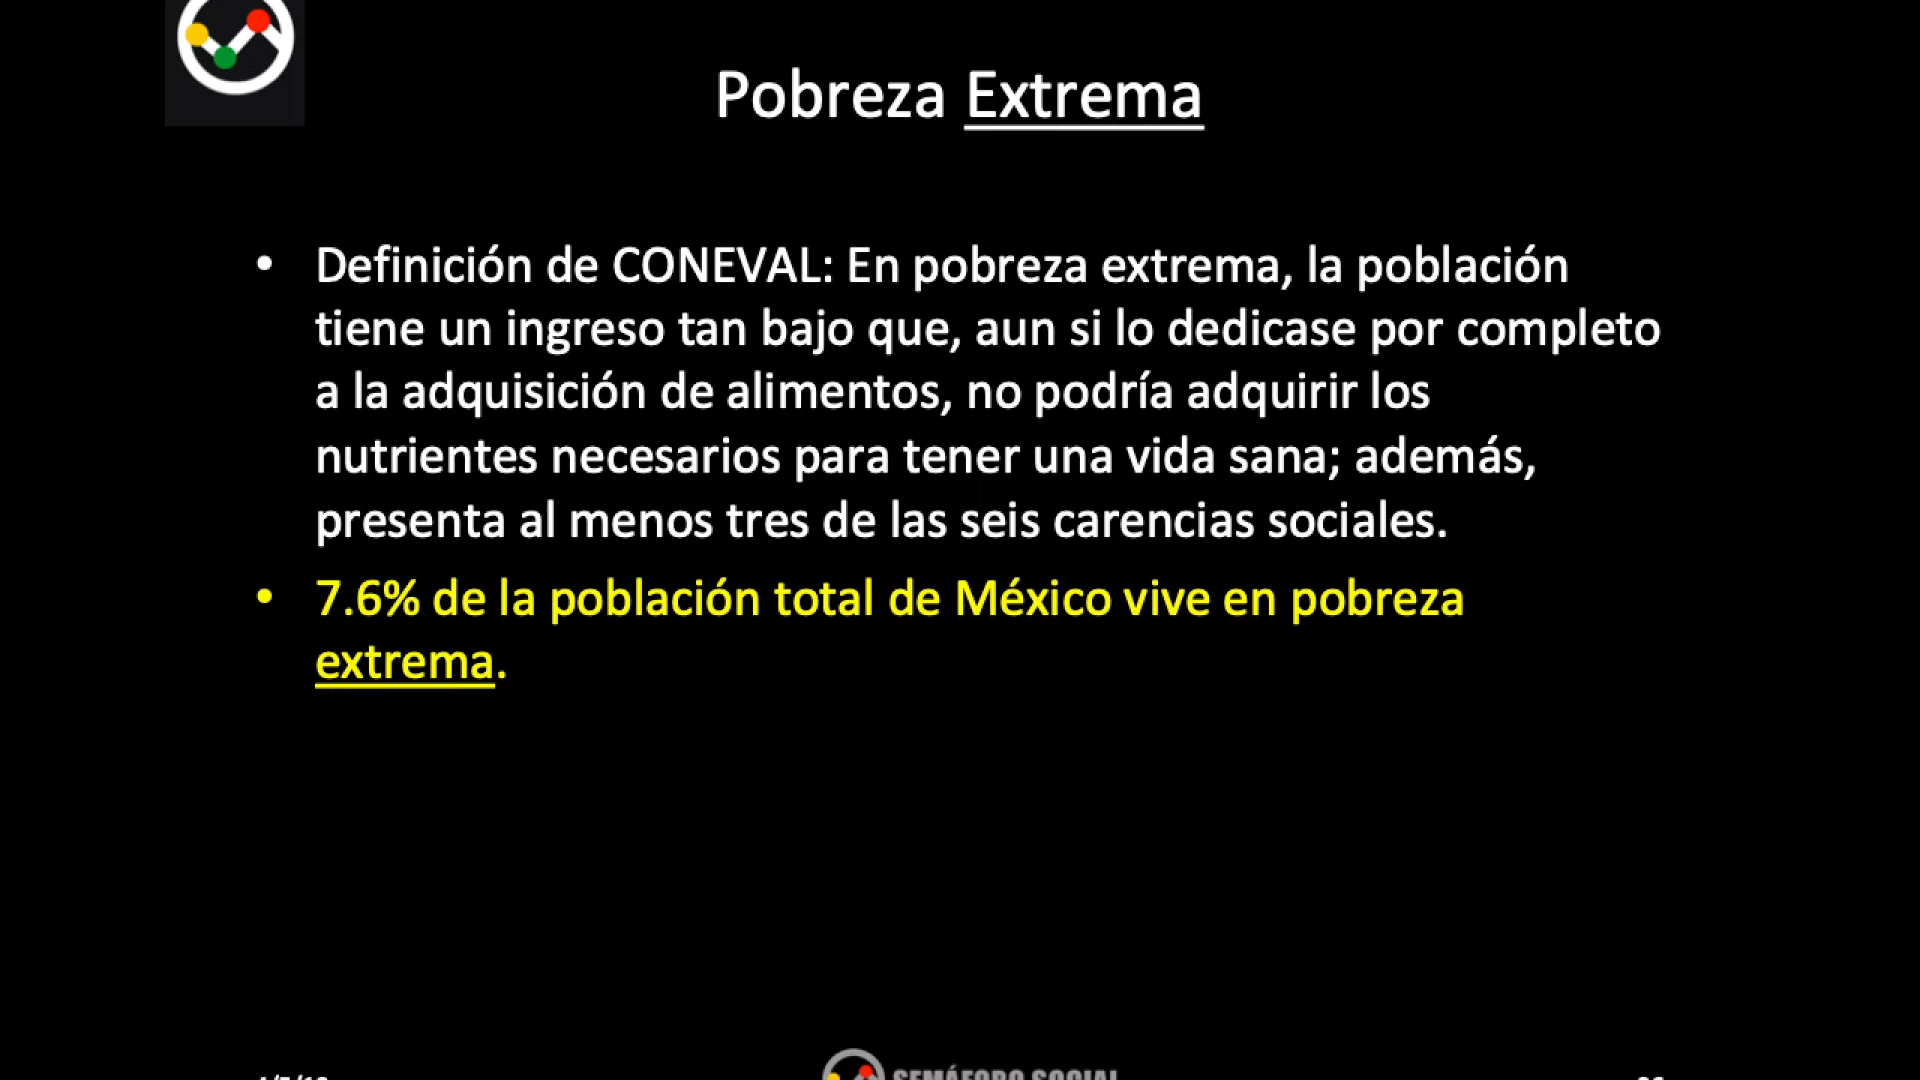 Pobreza Extrema
• Definición de CONEVAL: En pobreza extrema, la población
tiene un ingreso tan bajo que, aun si lo dedicase por completo
a la adquisición de alimentos, no podría adquirir los
nutrientes necesarios para tener una vida sana; además,
presenta al menos tres de las seis carencias sociales.
• 7.6% de la población total de México vive en pobreza
extrema.
SEMÁFORO SOCIAL